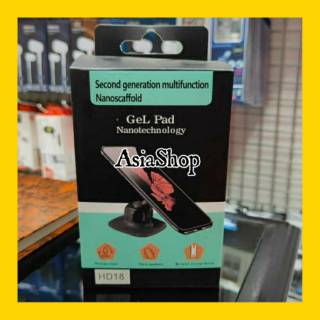 Second generation multifunction
Nanoscaffold
GeL Pad
Nanotechnology
AsiaShop
HD18